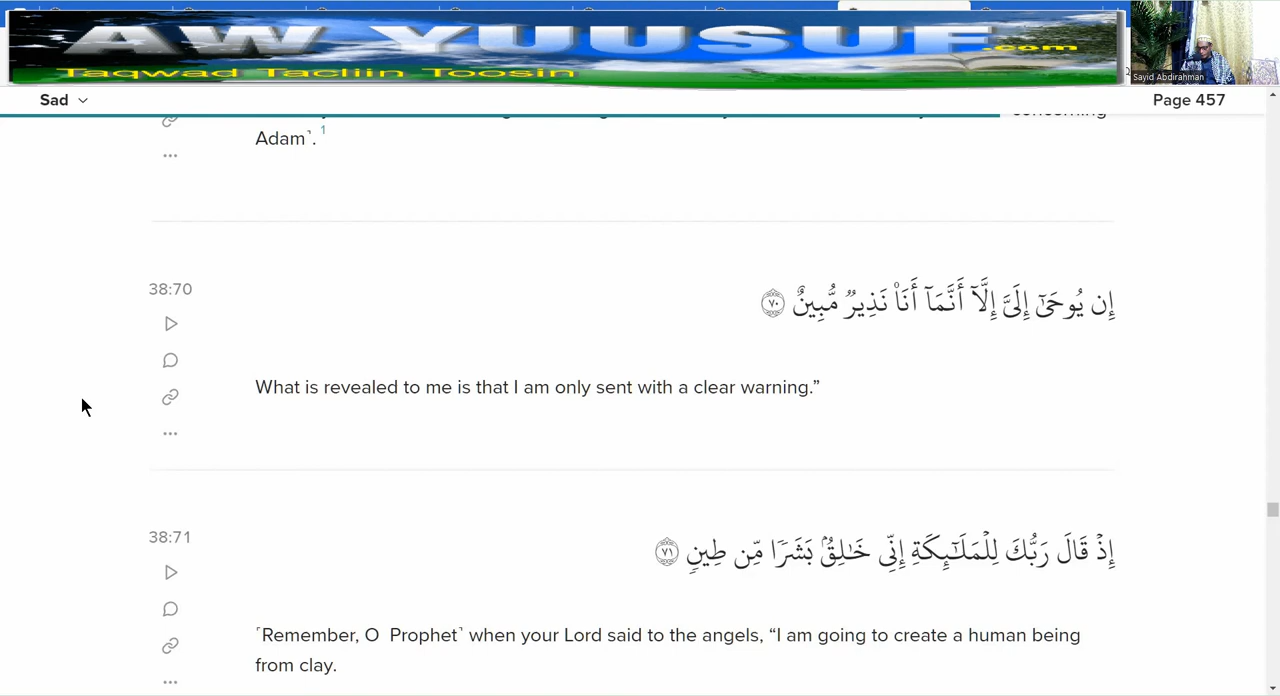 AW YUUSUF.com
Taqwad Tacliin Toosin
Sayid Abdirahman
Sad
Page 457
concerning
Adam˺. 1
38:70
إِن يُوحَىٰٓ إِلَىَّ إِلَّآ أَنَّمَآ أَنَا۠ نَذِيرٌۭ مُّبِينٌ ٧٠
What is revealed to me is that I am only sent with a clear warning.”
38:71
إِذْ قَالَ رَبُّكَ لِلْمَلَـٰٓئِكَةِ إِنِّى خَـٰلِقٌۢ بَشَرًۭا مِّن طِينٍۢ ٧١
˹Remember, O Prophet˺ when your Lord said to the angels, “I am going to create a human being
from clay.